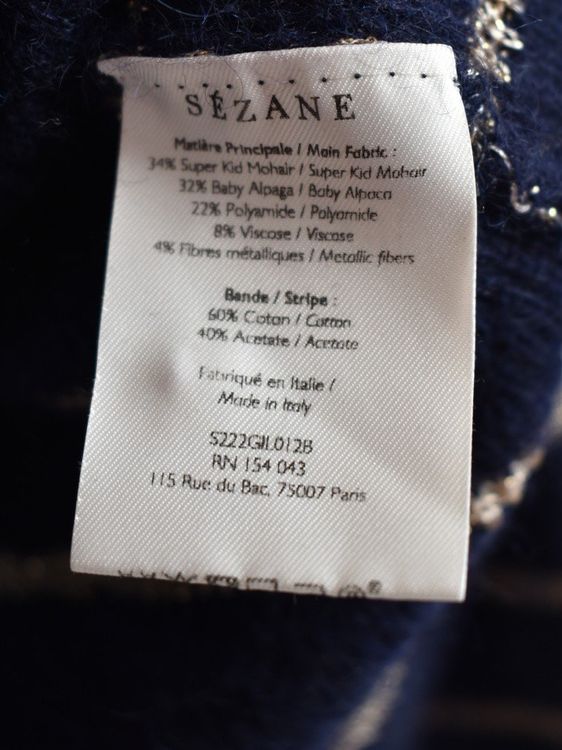 SÉZANE
Matière Principale / Main Fabric :
34% Super Kid Mohair / Super Kid Mohair
32% Baby Alpaga / Baby Alpaca
22% Polyamide / Polyamide
8% Viscose / Viscose
4% Fibres métalliques / Metallic fibers
Bande / Stripe :
60% Coton / Cotton
40% Acetate / Acetate
Fabriqué en Italie /
Made in Italy
S222GIL012B
RN 154 043
115 Rue du Bac, 75007 Paris